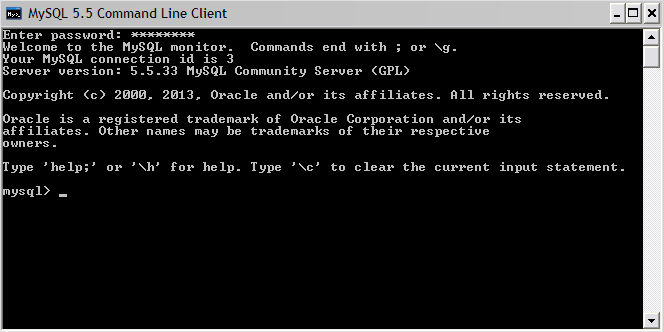 MySQL 5.5 Command Line Client
Enter password: ********
Welcome to the MySQL monitor.  Commands end with ; or \g.
Your MySQL connection id is 3
Server version: 5.5.33 MySQL Community Server (GPL)
Copyright (c) 2000, 2013, Oracle and/or its affiliates. All rights reserved.
Oracle is a registered trademark of Oracle Corporation and/or its
affiliates. Other names may be trademarks of their respective
owners.
Type 'help;' or '\h' for help. Type '\c' to clear the current input statement.
mysql> _